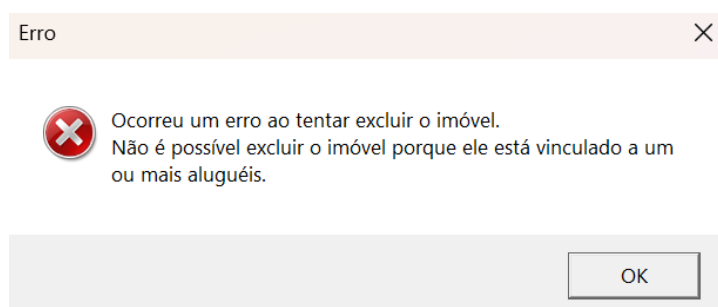 Erro
Ocorreu um erro ao tentar excluir o imóvel.
Não é possível excluir o imóvel porque ele está vinculado a um
ou mais aluguéis.
OK